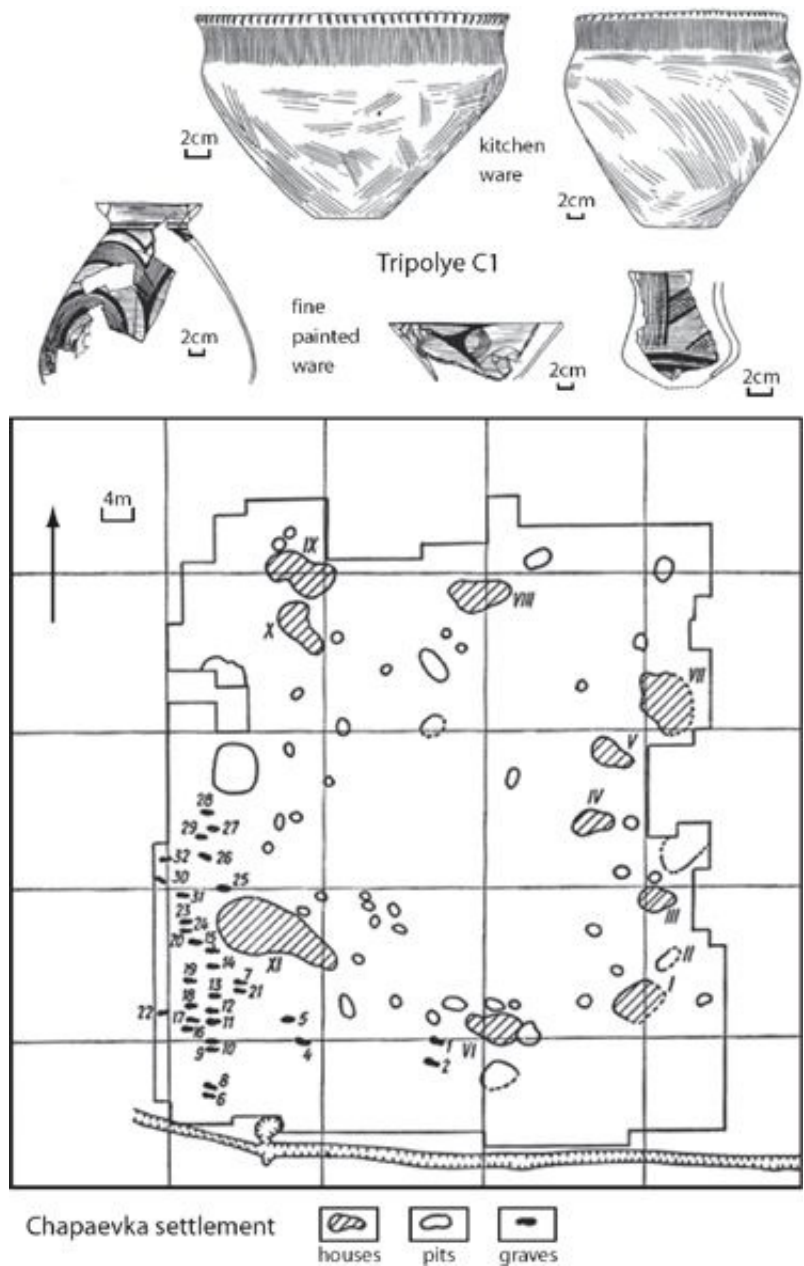 2cm
kitchen
ware
2cm
Tripolye C1
2cm
fine
painted
ware
2cm
2cm
4m
IX
VIII
X
VII
V
28
IV
29 27
32 26
30 25
31
III
23
24
20 15
II
XI
14
19 7
I
13 21
18
22 12
17 11 5
16
1
VI
9 10 4
2
8
6
Chapaevka settlement
houses
pits
graves